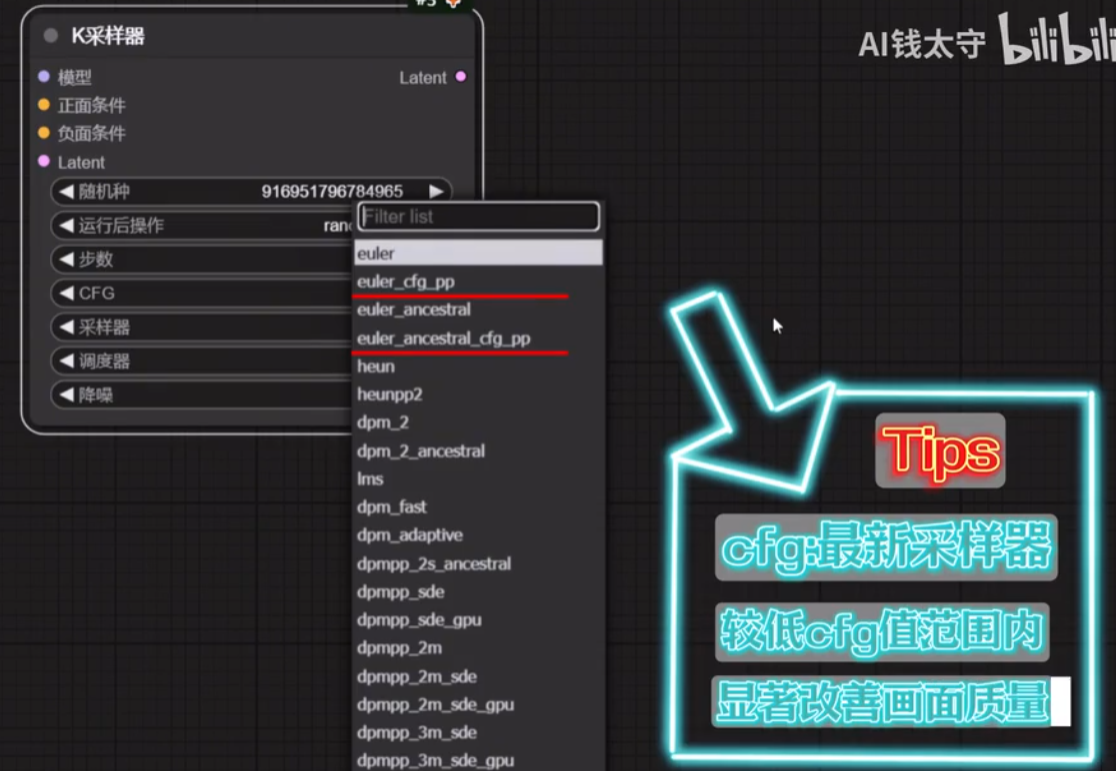 #3
K采样器
AI钱太守 bilibili
模型
Latent
正面条件
负面条件
Latent
随机种 916951796784965
运行后操作 rand
步数
CFG
采样器
调度器
降噪
Filter list
euler
euler_cfg_pp
euler_ancestral
euler_ancestral_cfg_pp
heun
heunpp2
dpm_2
dpm_2_ancestral
lms
dpm_fast
dpm_adaptive
dpmpp_2s_ancestral
dpmpp_sde
dpmpp_sde_gpu
dpmpp_2m
dpmpp_2m_sde
dpmpp_2m_sde_gpu
dpmpp_3m_sde
dpmpp_3m_sde_gpu
Tips
cfg:最新采样器
较低cfg值范围内
显著改善画面质量